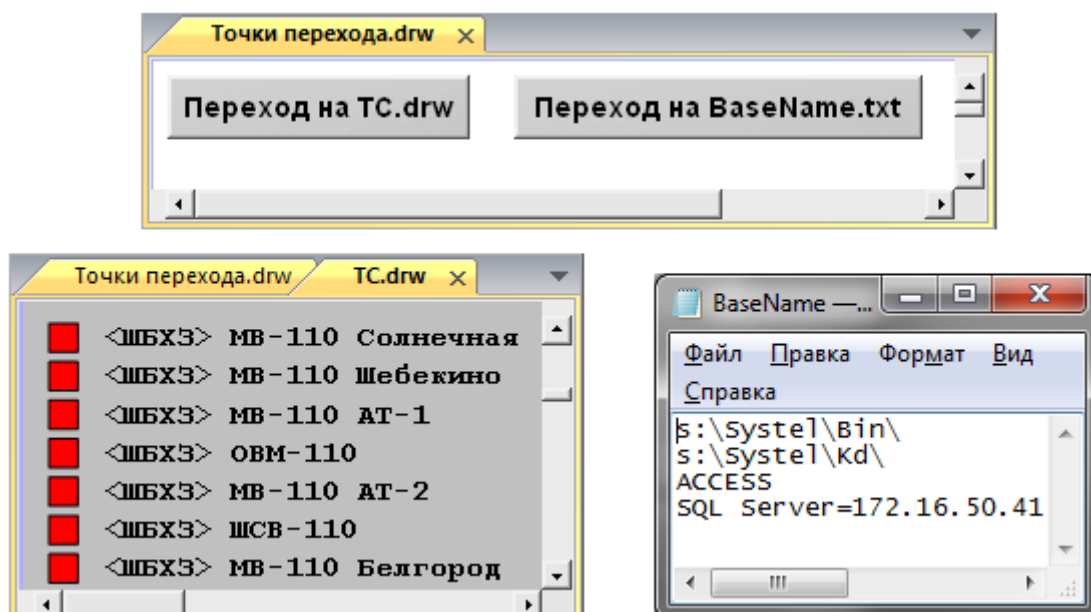 Точки перехода.drw
Переход на TC.drw
Переход на BaseName.txt
Точки перехода.drw
TC.drw
<ШБХЗ> МВ-110 Солнечная
<ШБХЗ> МВ-110 Шебекино
<ШБХЗ> МВ-110 АТ-1
<ШБХЗ> ОВМ-110
<ШБХЗ> МВ-110 АТ-2
<ШБХЗ> ШСВ-110
<ШБХЗ> МВ-110 Белгород
BaseName —...
Файл Правка Формат Вид
Справка
s:\Systel\Bin\
s:\Systel\Kd\
ACCESS
SQL Server=172.16.50.41